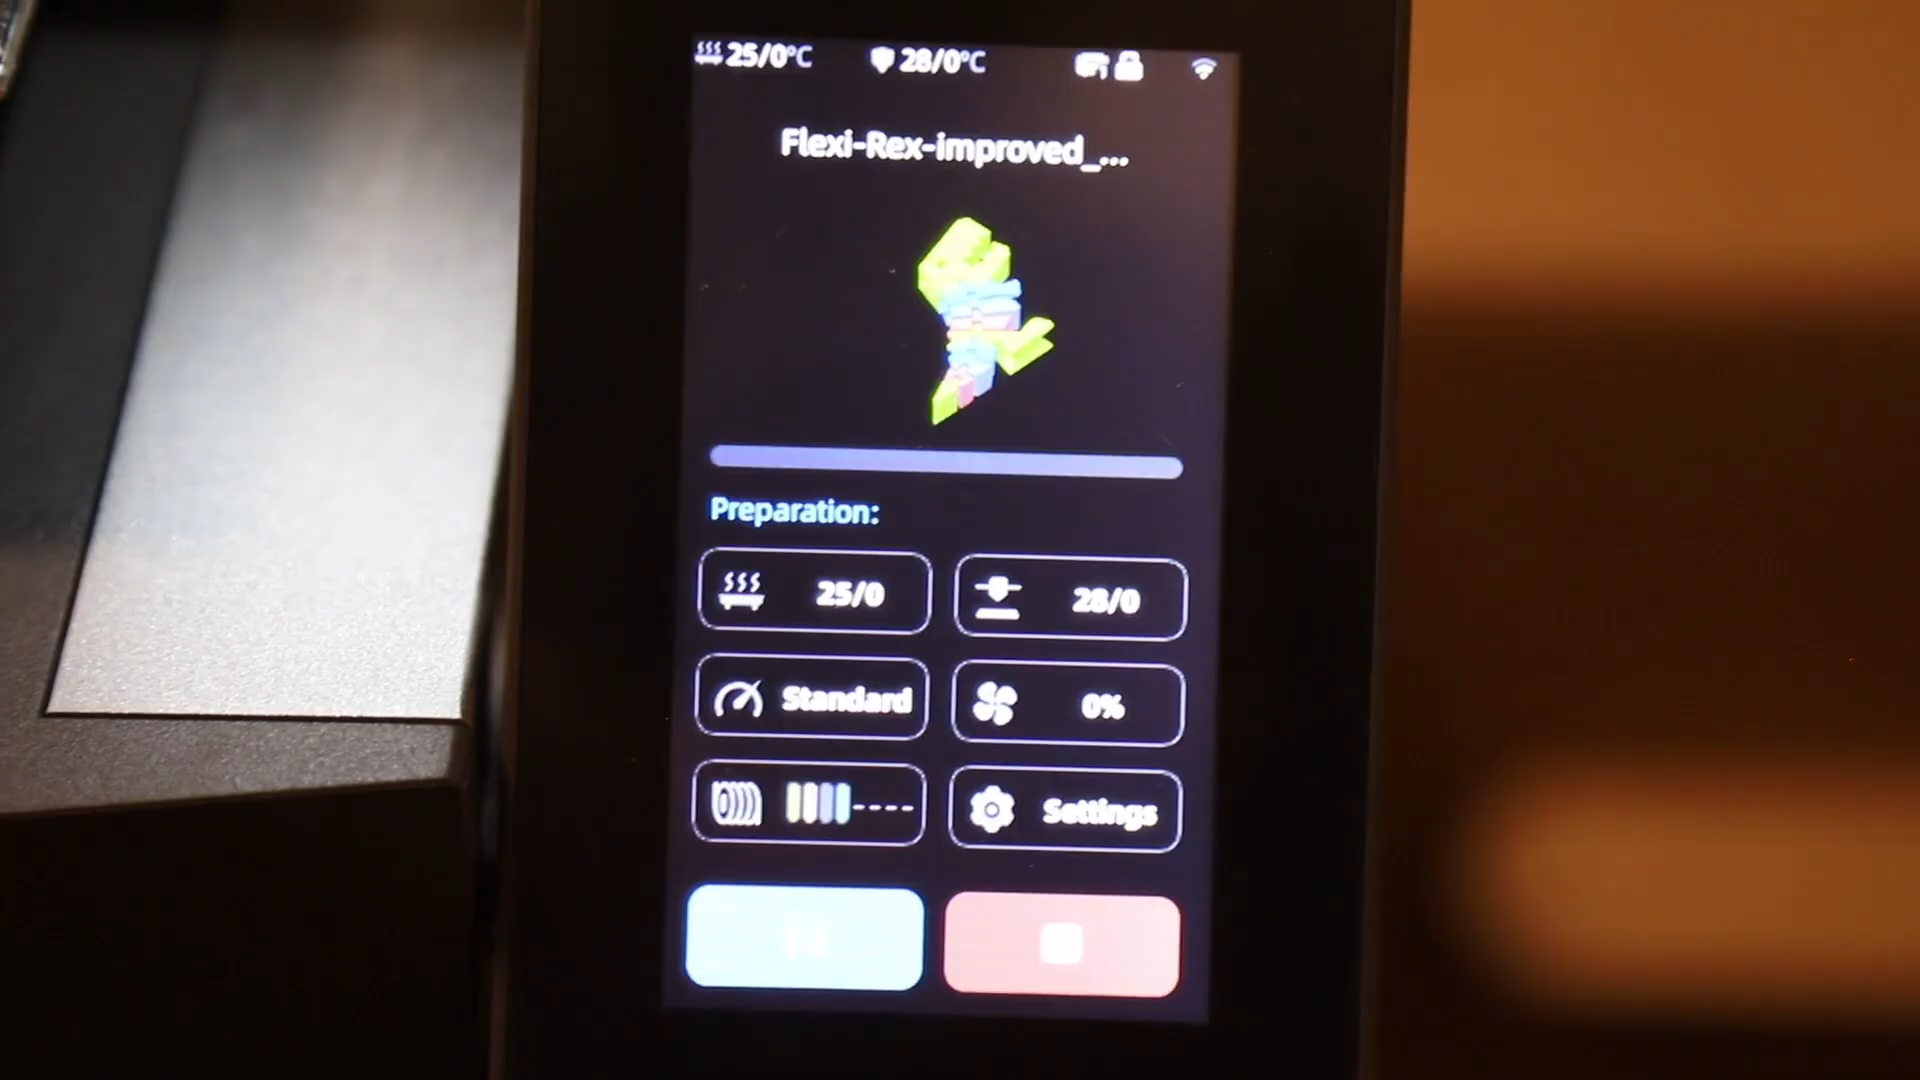 25/0°C 28/0°C
Flexi-Rex-improved_...
Preparation:
25/0 28/0
Standard 0%
----
Settings